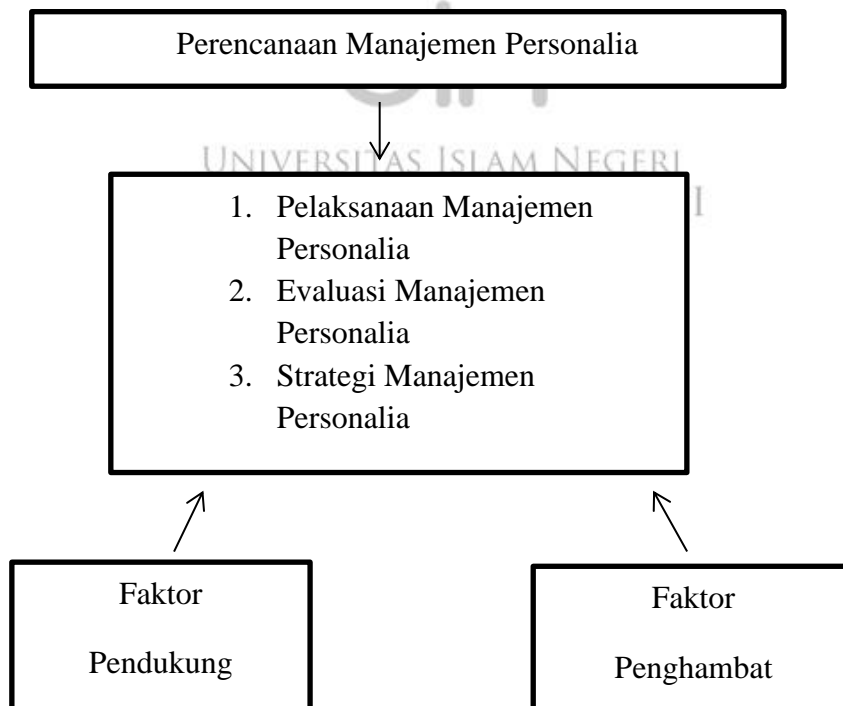 Perencanaan Manajemen Personalia
UNIVERSITAS ISLAM NEGERI
1. Pelaksanaan Manajemen
Personalia
2. Evaluasi Manajemen
Personalia
3. Strategi Manajemen
Personalia
Faktor
Pendukung
Faktor
Penghambat